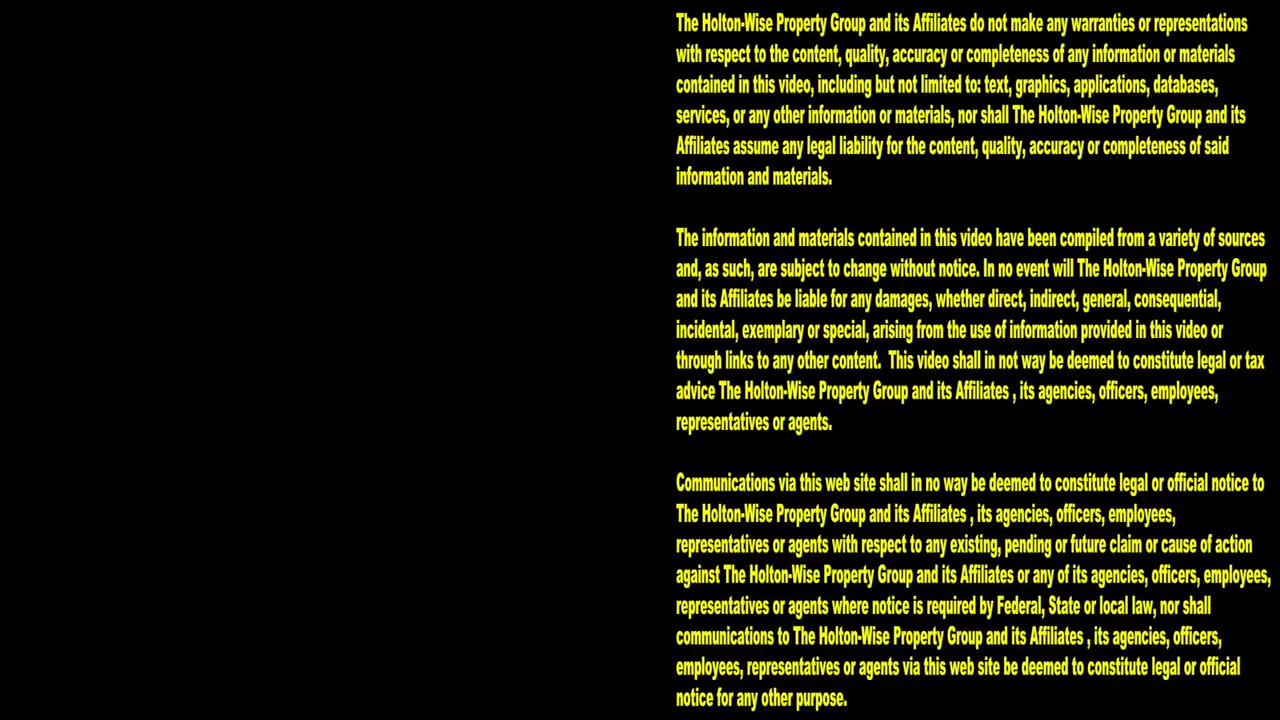 The Holton-Wise Property Group and its Affiliates do not make any warranties or representations
with respect to the content, quality, accuracy or completeness of any information or materials
contained in this video, including but not limited to: text, graphics, applications, databases,
services, or any other information or materials, nor shall The Holton-Wise Property Group and its
Affiliates assume any legal liability for the content, quality, accuracy or completeness of said
information and materials.
The information and materials contained in this video have been compiled from a variety of sources
and, as such, are subject to change without notice. In no event will The Holton-Wise Property Group
and its Affiliates be liable for any damages, whether direct, indirect, general, consequential,
incidental, exemplary or special, arising from the use of information provided in this video or
through links to any other content.  This video shall in not way be deemed to constitute legal or tax
advice The Holton-Wise Property Group and its Affiliates , its agencies, officers, employees,
representatives or agents.
Communications via this web site shall in no way be deemed to constitute legal or official notice to
The Holton-Wise Property Group and its Affiliates , its agencies, officers, employees,
representatives or agents with respect to any existing, pending or future claim or cause of action
against The Holton-Wise Property Group and its Affiliates or any of its agencies, officers, employees,
representatives or agents where notice is required by Federal, State or local law, nor shall
communications to The Holton-Wise Property Group and its Affiliates , its agencies, officers,
employees, representatives or agents via this web site be deemed to constitute legal or official
notice for any other purpose.